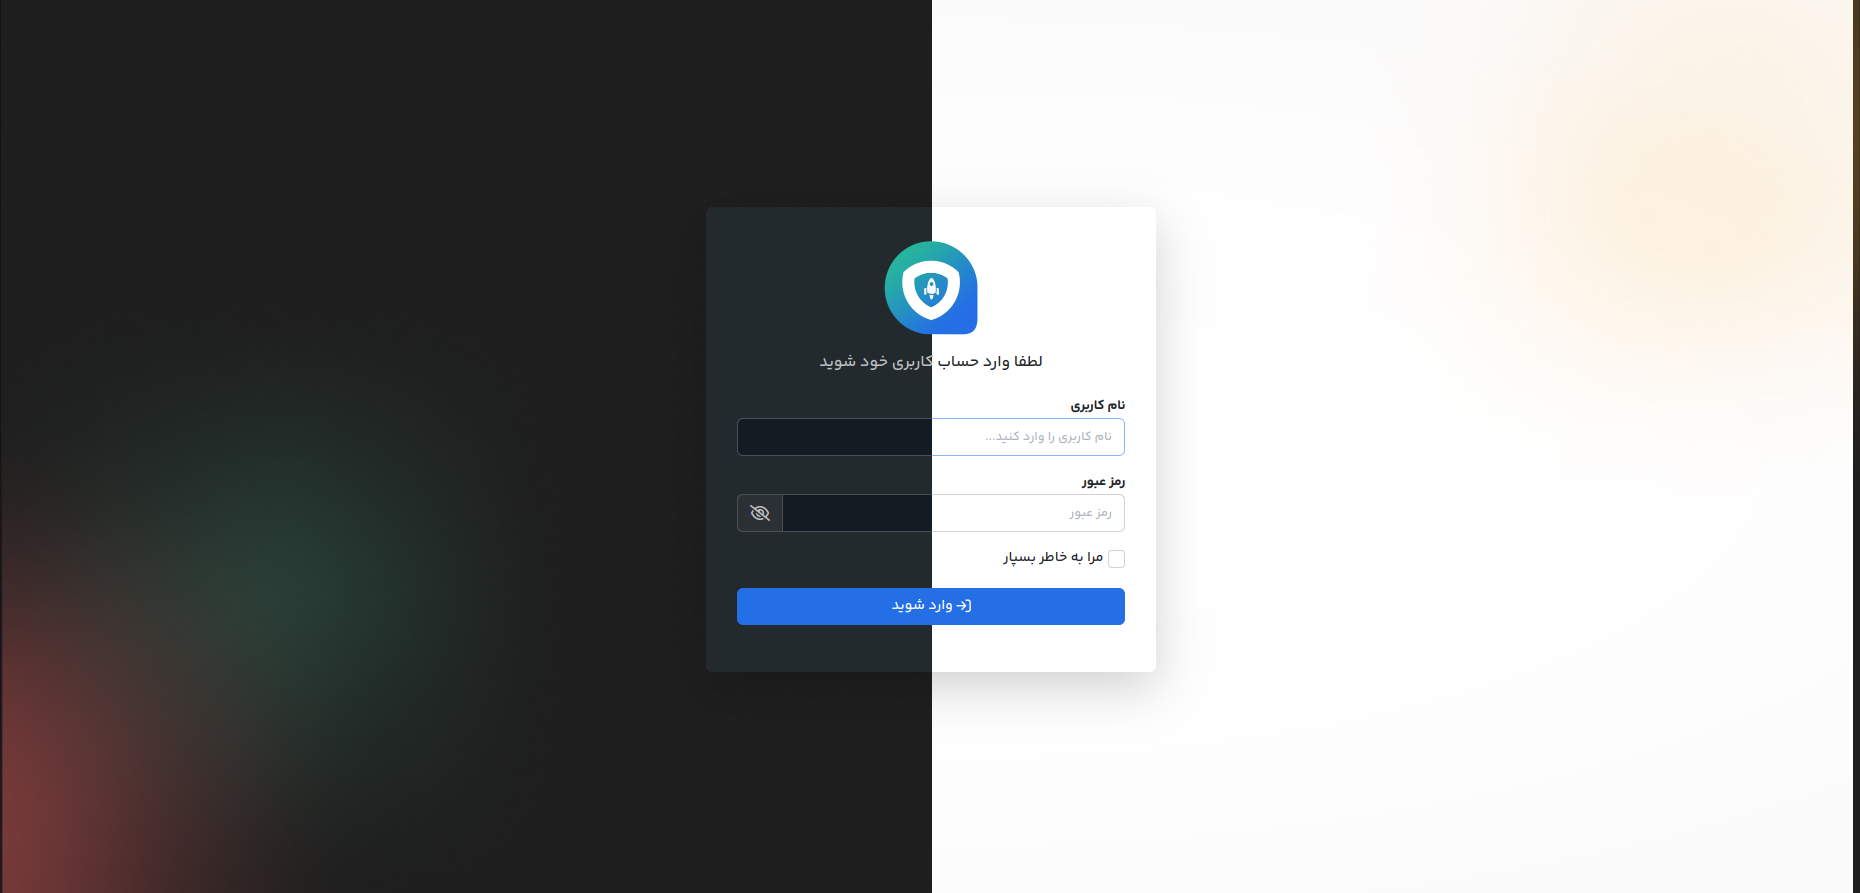 لطفا وارد حساب کاربری خود شوید
نام کاربری
نام کاربری را وارد کنید...
رمز عبور
رمز عبور
مرا به خاطر بسپار
وارد شوید